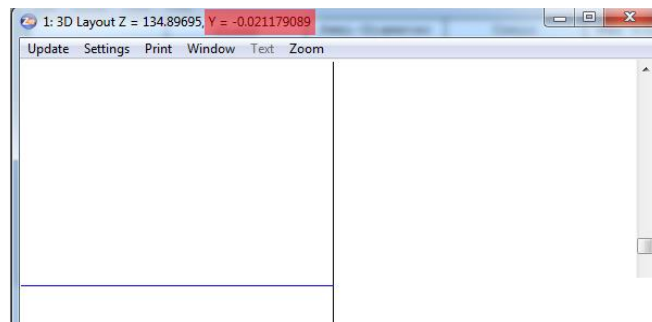 1: 3D Layout Z = 134.89695, Y = -0.021179089
Update Settings Print Window Text Zoom